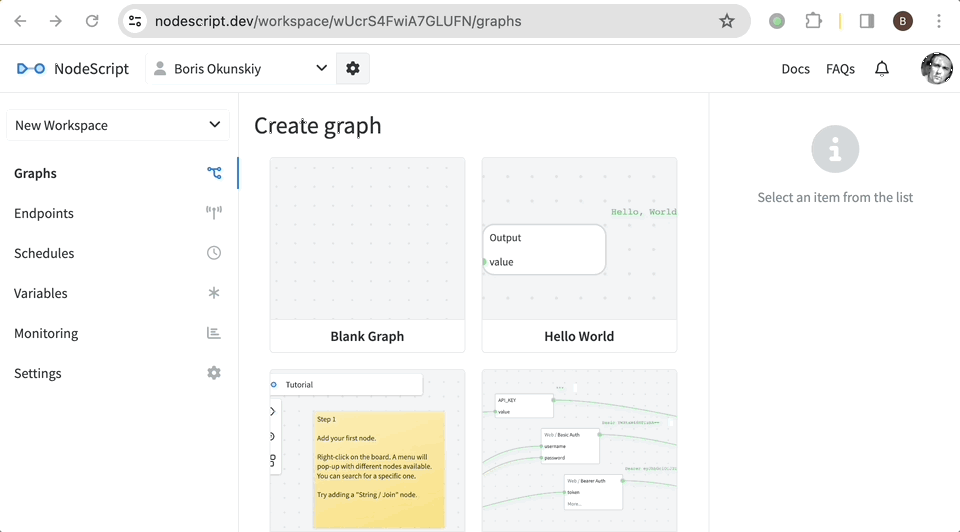 nodescript.dev/workspace/wUcrS4FwiA7GLUFN/graphs
B
NodeScript
Boris Okunskiy
Docs
FAQs
New Workspace
Graphs
Endpoints
Schedules
Variables
Monitoring
Settings
Create graph
Blank Graph
Hello, World
Output
value
Hello World
Tutorial
Step 1
Add your first node.
Right-click on the board. A menu will
pop-up with different nodes available.
You can search for a specific one.
Try adding a "String / Join" node.
API_KEY
value
Web / Basic Auth
username
password
Web / Bearer Auth
token
More...
Select an item from the list